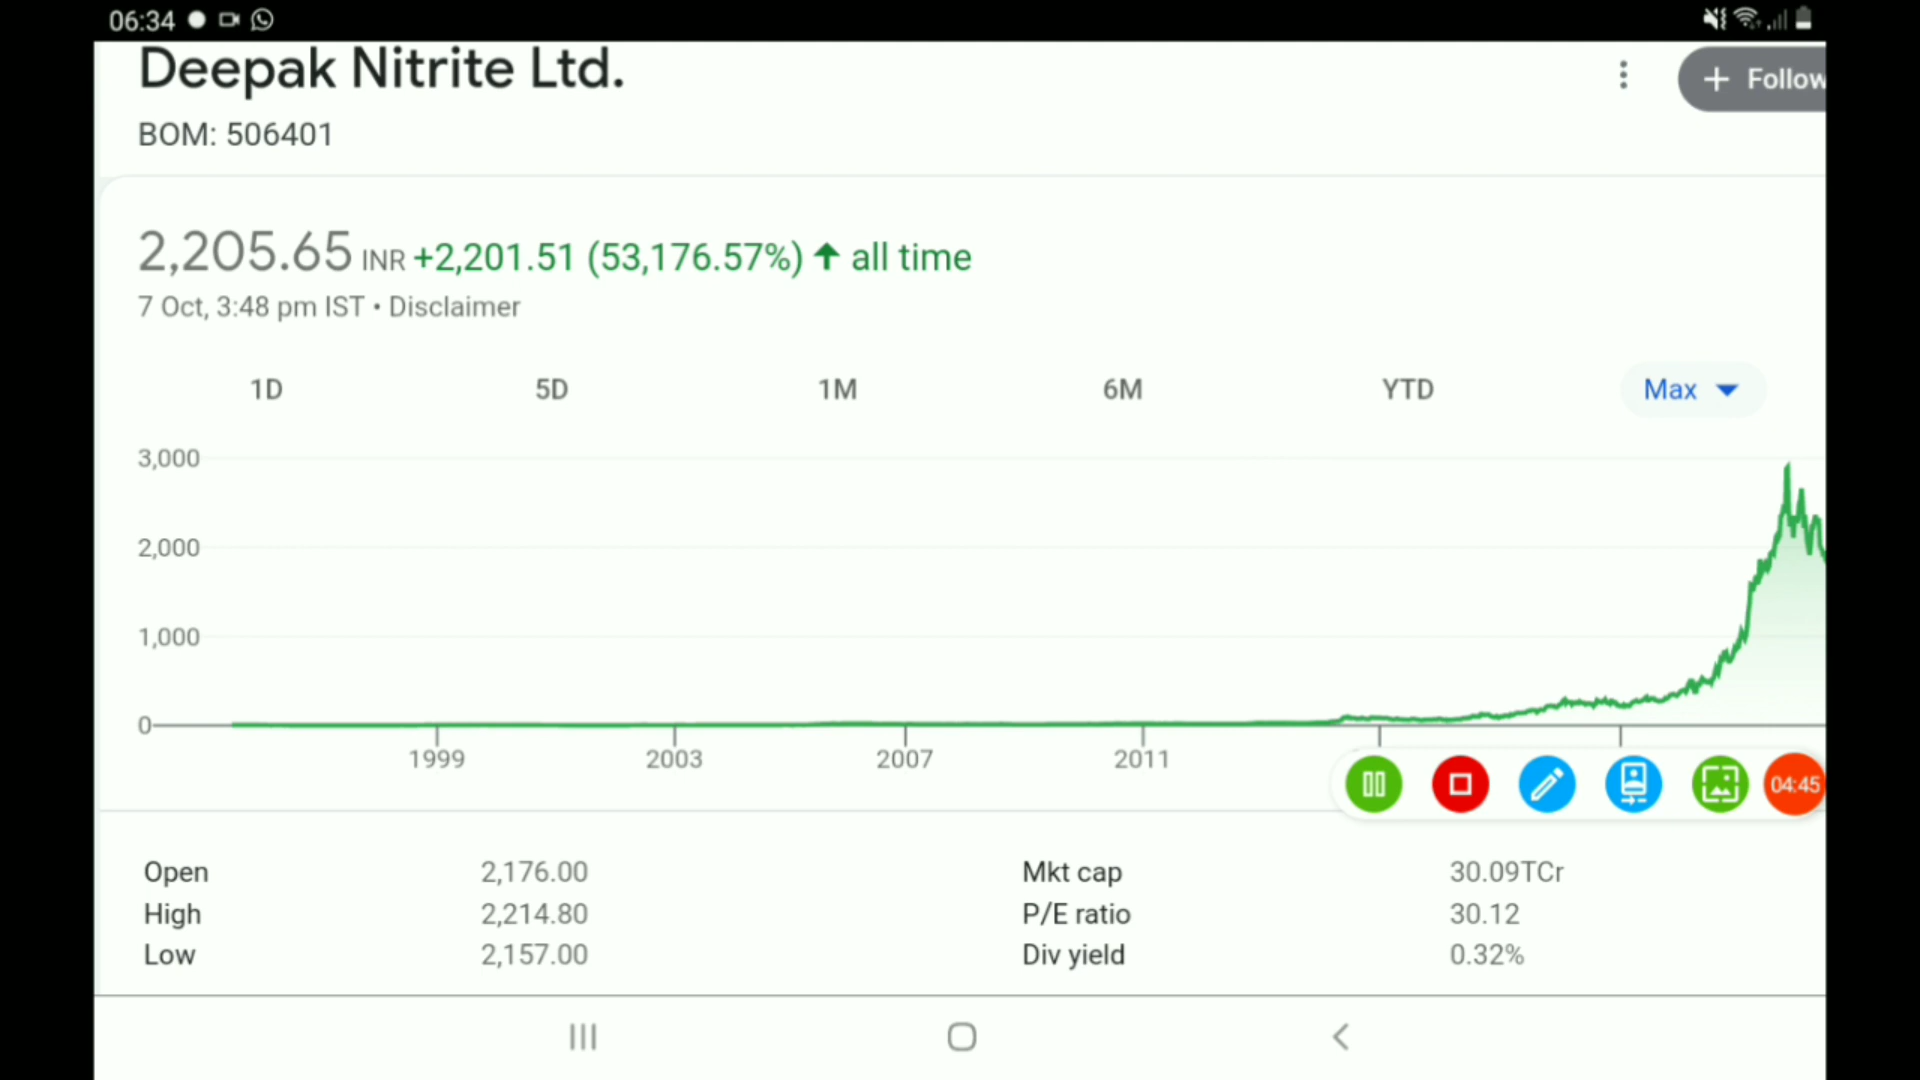 06:34
Deepak Nitrite Ltd.
+ Follow
BOM: 506401
2,205.65 INR +2,201.51 (53,176.57%) ↑ all time
7 Oct, 3:48 pm IST • Disclaimer
1D 5D 1M 6M YTD Max
3,000
2,000
1,000
0
1999 2003 2007 2011
04:45
Open 2,176.00 Mkt cap 30.09TCr
High 2,214.80 P/E ratio 30.12
Low 2,157.00 Div yield 0.32%